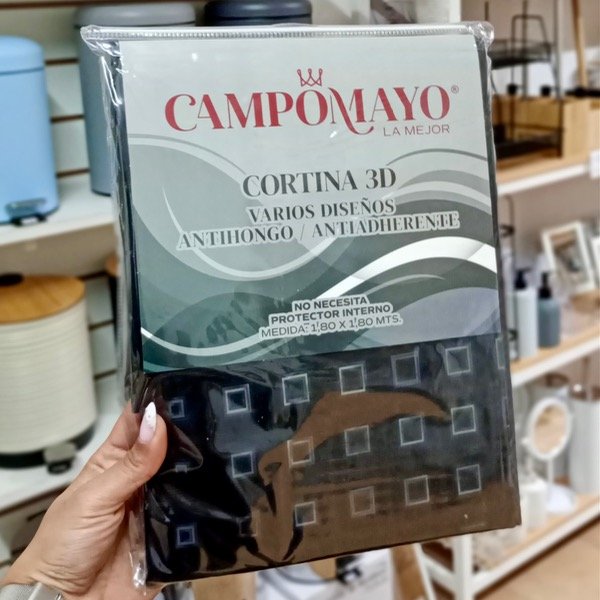 CAMPOMAYO®
LA MEJOR
CORTINA 3D
VARIOS DISEÑOS
ANTIHONGO / ANTIADHERENTE
NO NECESITA
PROTECTOR INTERNO
MEDIDA: 1,80 X 1,80 MTS.